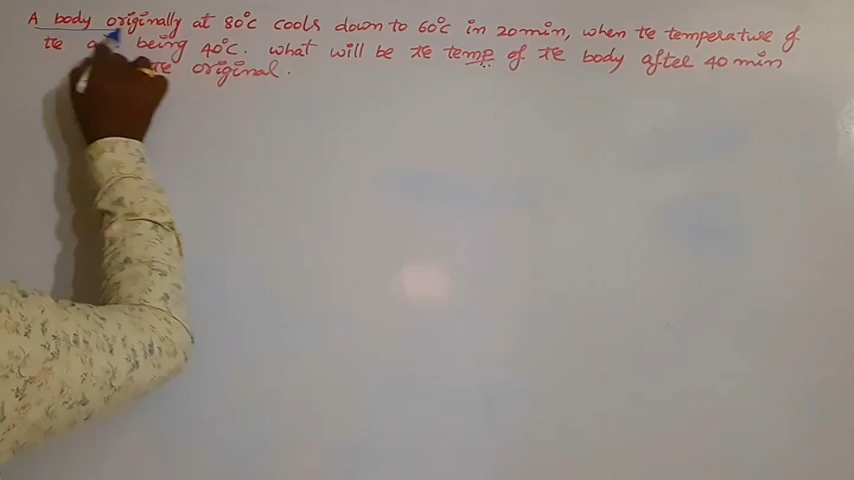 A body originally at 80°c cools down to 60°c in 20min, when te temperature of
te being 40°c. what will be te temp of te body after 40 min
te original.